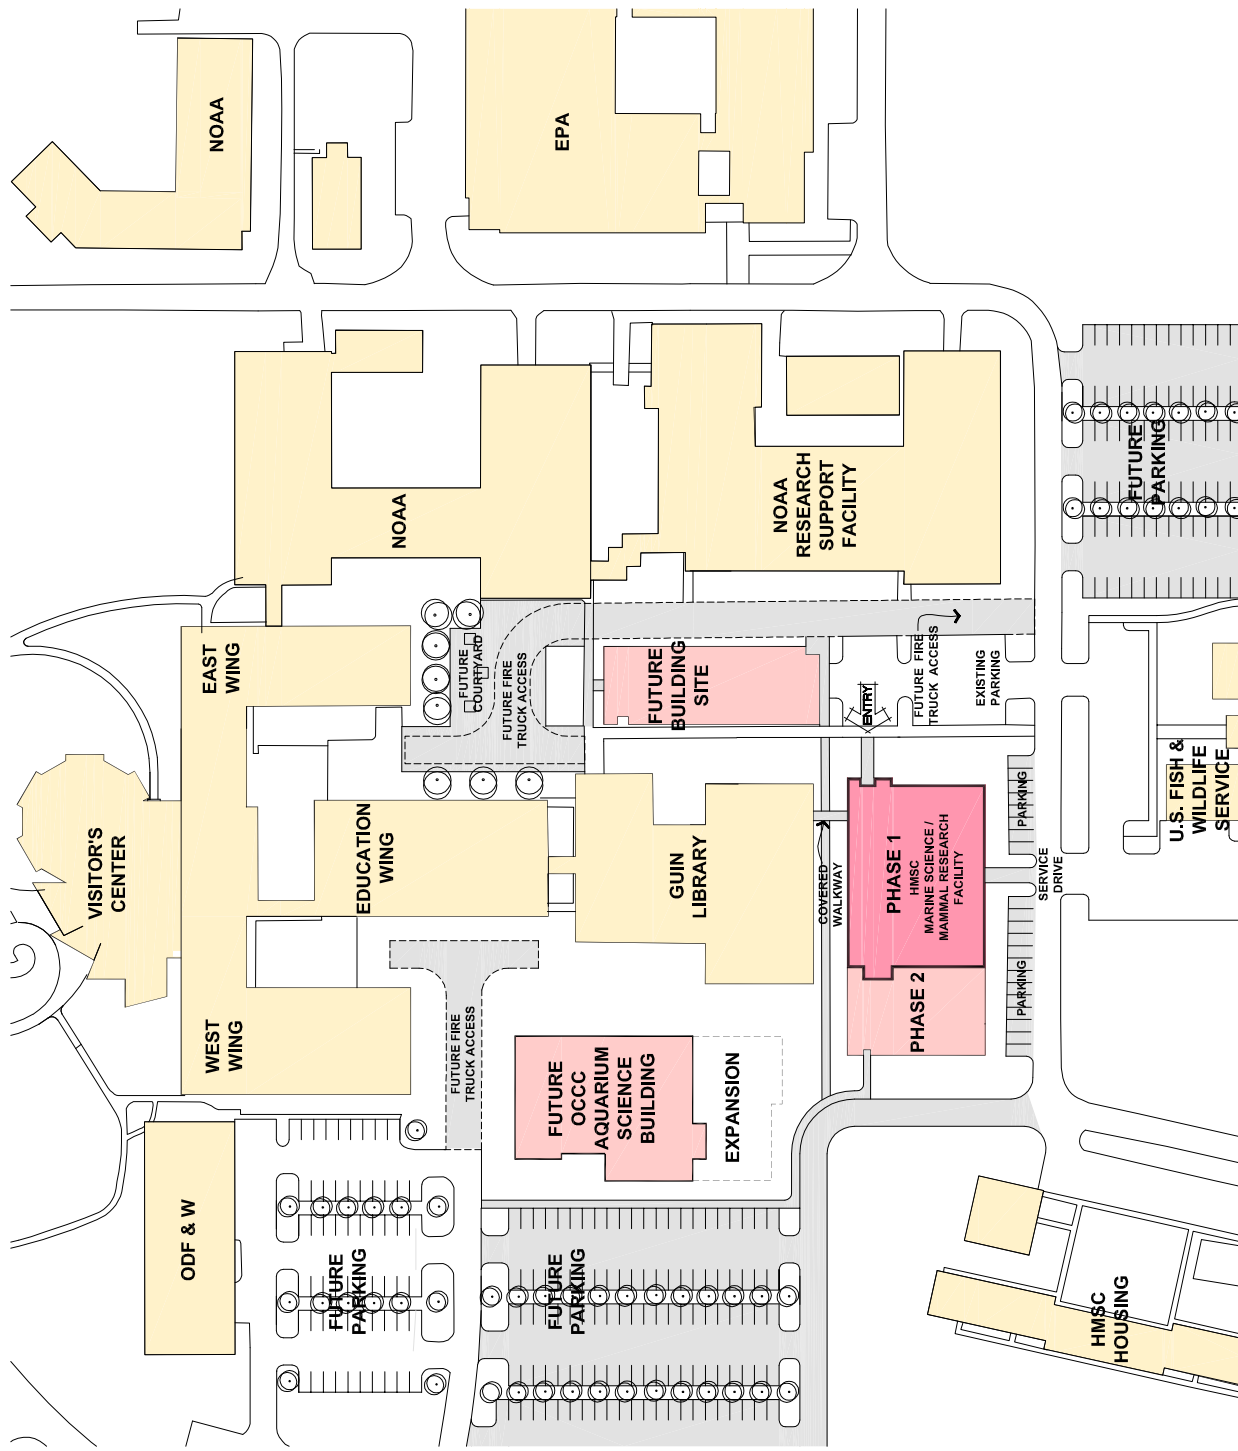 NOAA
EPA
NOAA
NOAA
RESEARCH
SUPPORT
FACILITY
FUTURE
PARKING
EAST
WING
FUTURE
COURTYARD
FUTURE FIRE
TRUCK ACCESS
FUTURE
BUILDING
SITE
ENTRY
FUTURE FIRE
TRUCK ACCESS
EXISTING
PARKING
U.S. FISH &
WILDLIFE
SERVICE
VISITOR'S
CENTER
EDUCATION
WING
GUIN
LIBRARY
COVERED
WALKWAY
PHASE 1
HMSC
MARINE SCIENCE /
MAMMAL RESEARCH
FACILITY
PARKING
SERVICE
DRIVE
PARKING
PHASE 2
WEST
WING
FUTURE FIRE
TRUCK ACCESS
FUTURE
OCCC
AQUARIUM
SCIENCE
BUILDING
EXPANSION
ODF & W
FUTURE
PARKING
FUTURE
PARKING
HMSC
HOUSING